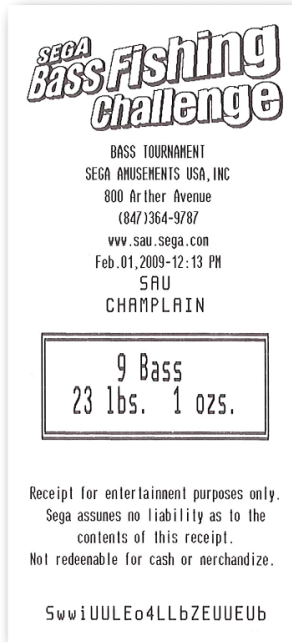 SEGA
Bass Fishing
Challenge
BASS TOURNAMENT
SEGA AMUSEMENTS USA,INC
800 Arther Avenue
(847)364-9787
www.sau.sega.com
Feb.01,2009-12:13 PM
SAU
CHAMPLAIN
9 Bass
23 lbs. 1 ozs.
Receipt for entertainment purposes only.
Sega assumes no liability as to the
contents of this receipt.
Not redeemable for cash or merchandize.
SwwiUULEo4LLbZEUUEUb